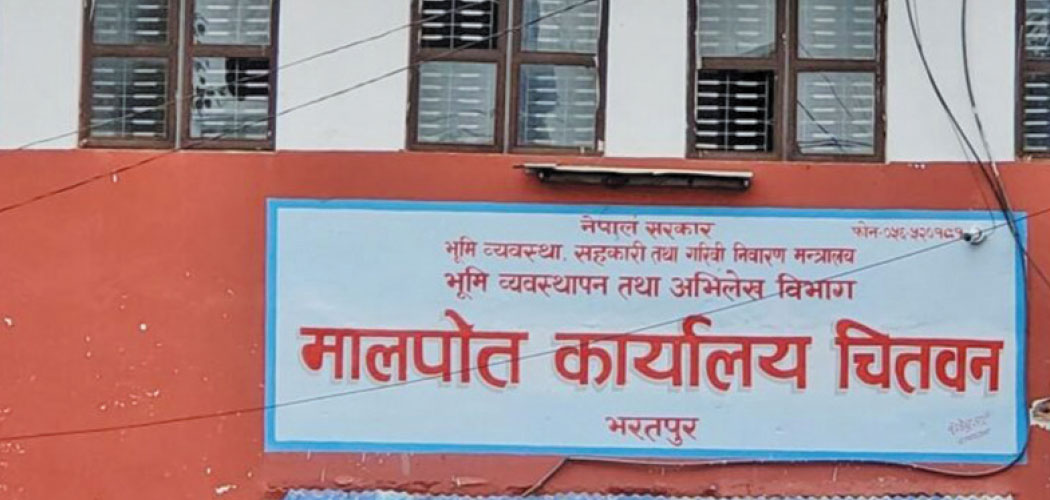 नेपाल सरकार
फोन-०५६-५२०१८१
भूमि व्यवस्था, सहकारी तथा गरिवी निवारण मन्त्रालय
भूमि व्यवस्थापन तथा अभिलेख विभाग
मालपोत कार्यालय चितवन
भरतपुर